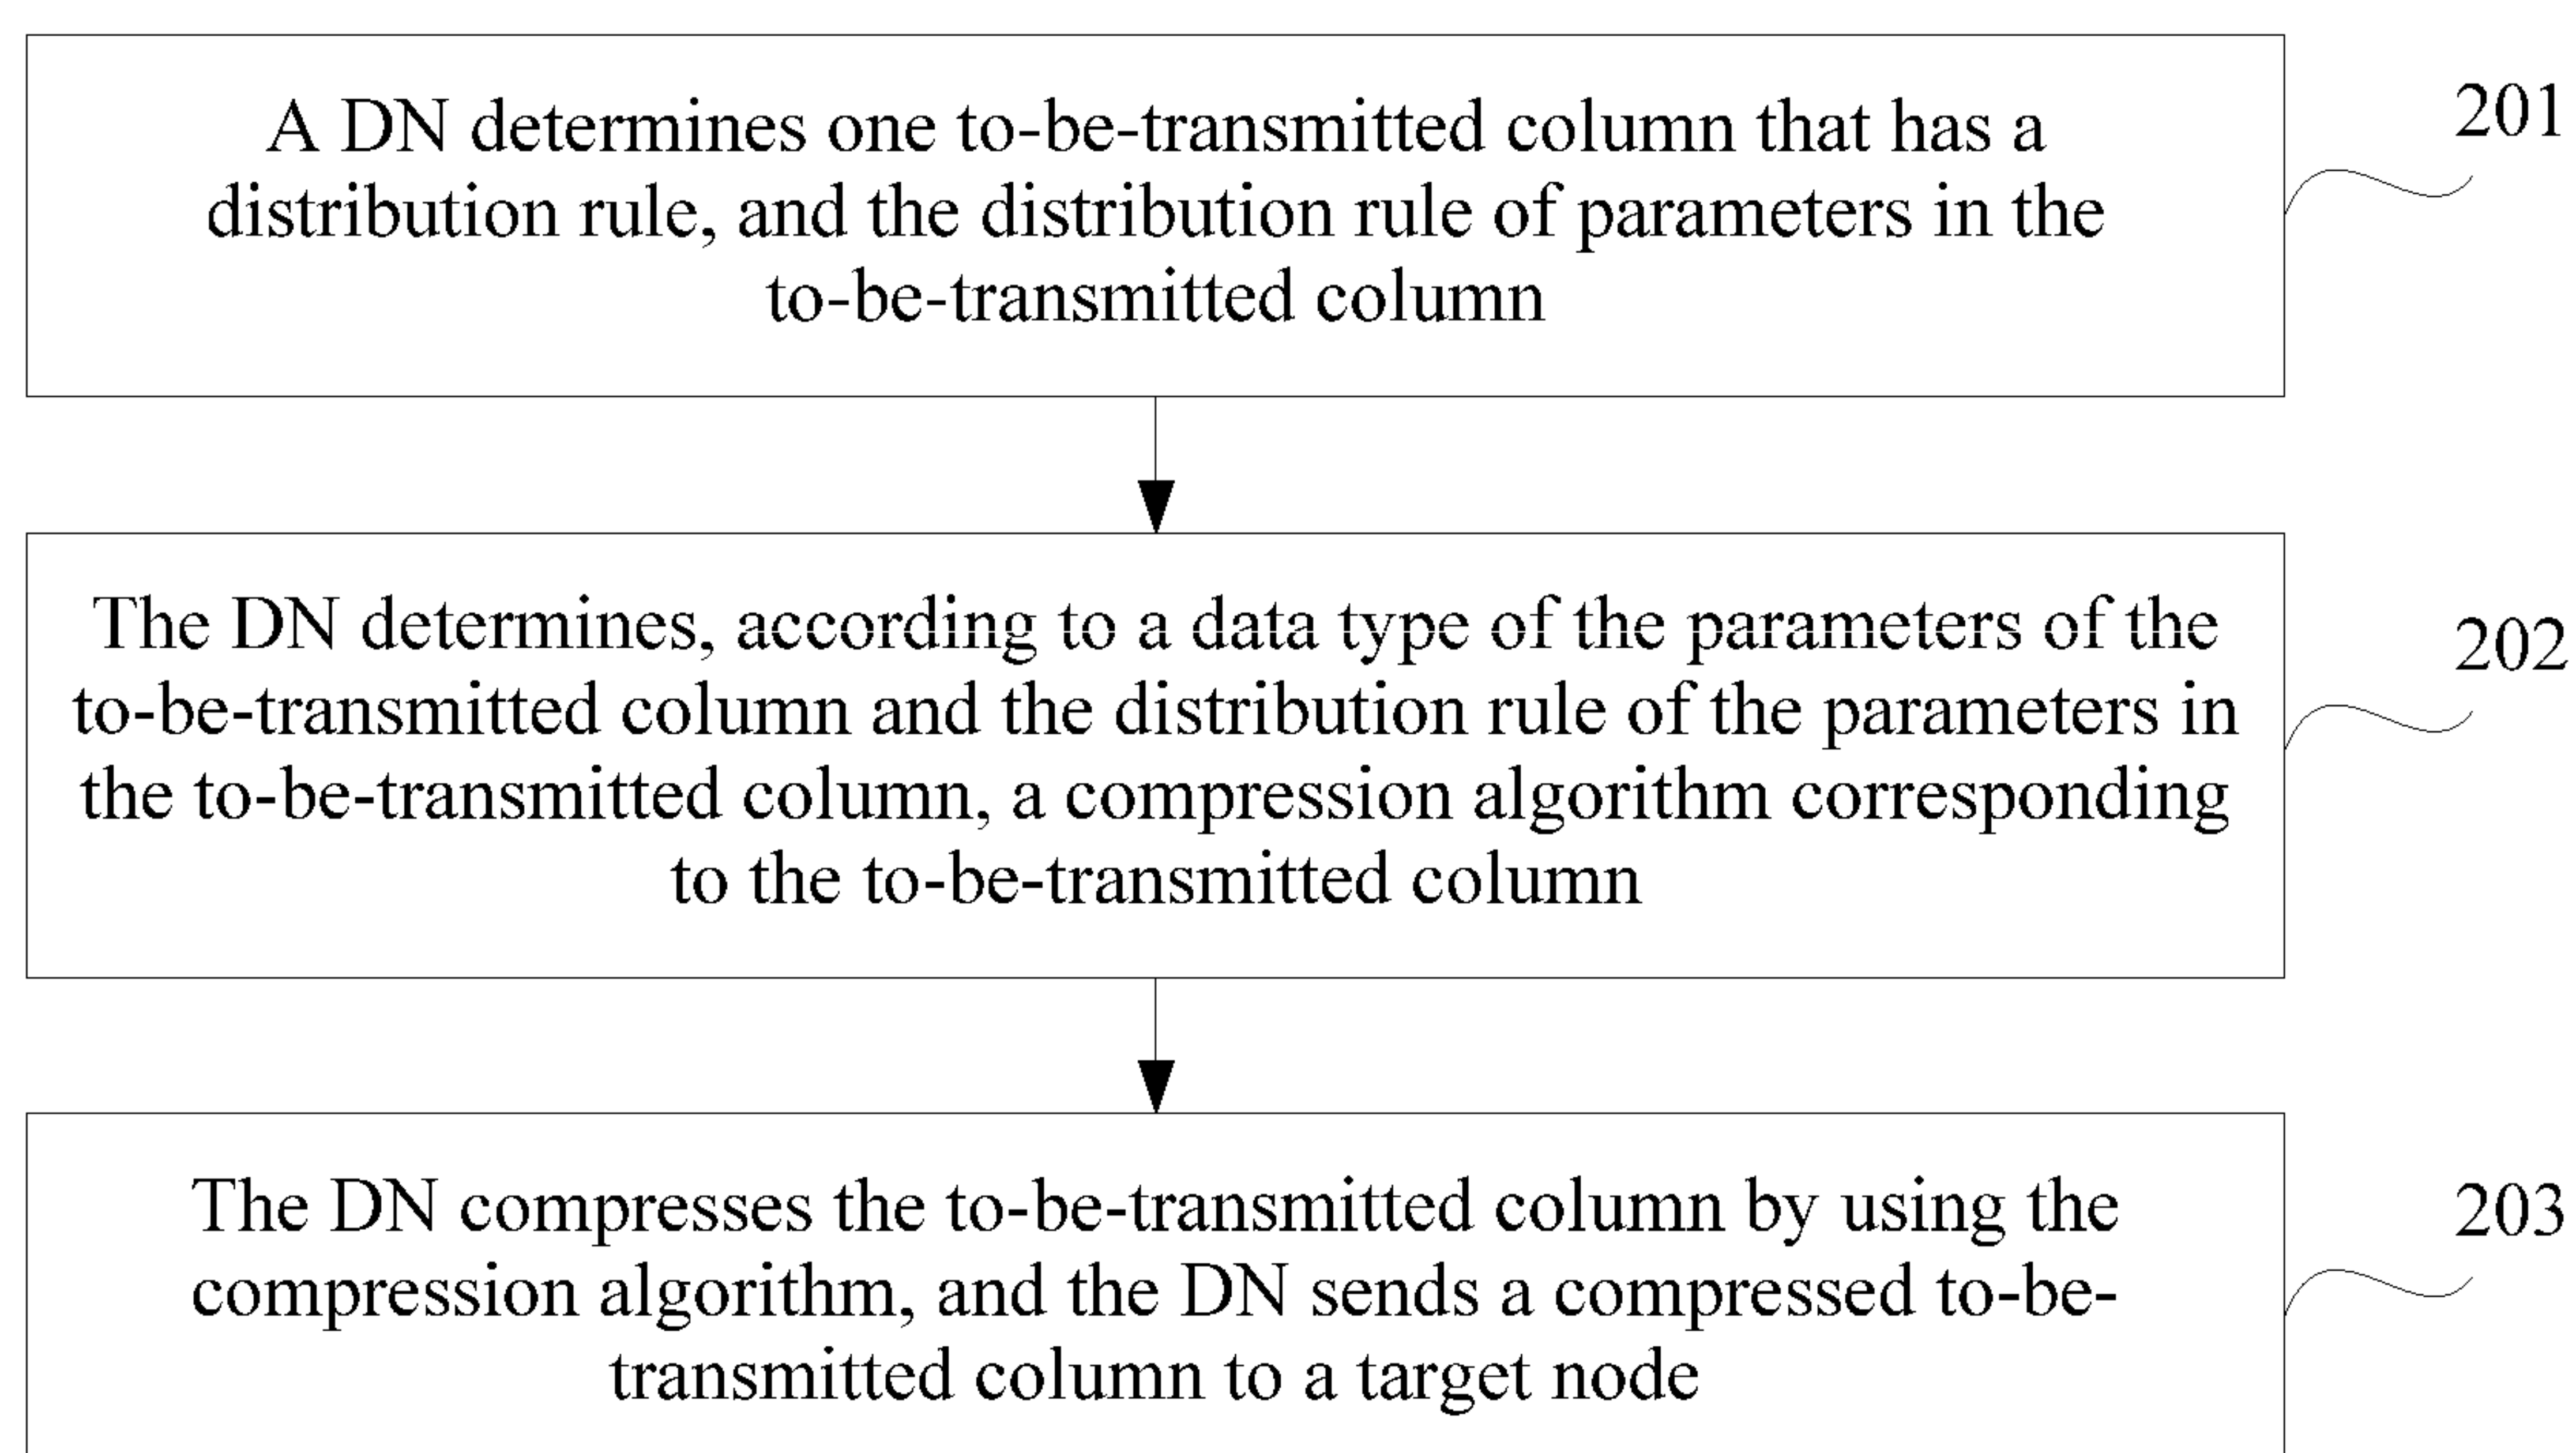 A DN determines one to-be-transmitted column that has a
distribution rule, and the distribution rule of parameters in the
to-be-transmitted column
201
The DN determines, according to a data type of the parameters of the
to-be-transmitted column and the distribution rule of the parameters in
the to-be-transmitted column, a compression algorithm corresponding
to the to-be-transmitted column
202
The DN compresses the to-be-transmitted column by using the
compression algorithm, and the DN sends a compressed to-be-
transmitted column to a target node
203